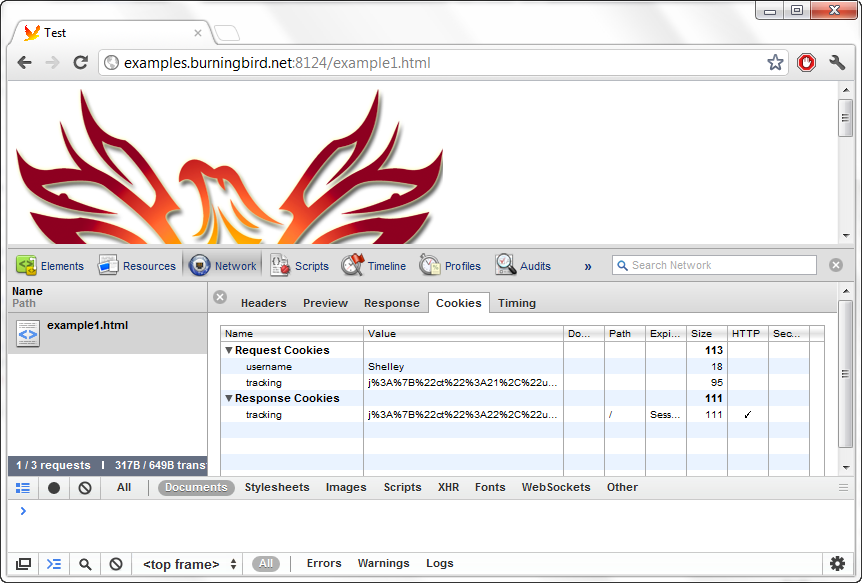 Test
examples.burningbird.net:8124/example1.html
Elements Resources Network Scripts Timeline Profiles Audits » Search Network
Name
Path
Headers Preview Response Cookies Timing
example1.html
Name Value Do... Path Expi... Size HTTP Sec...
Request Cookies 113
username Shelley 18
tracking j%3A%7B%22ct%22%3A21%2C%22u... 95
Response Cookies 111
tracking j%3A%7B%22ct%22%3A22%2C%22u... / Sess... 111 ✓
1 / 3 requests | 317B / 649B transf
All Documents Stylesheets Images Scripts XHR Fonts WebSockets Other
>
<top frame> All Errors Warnings Logs